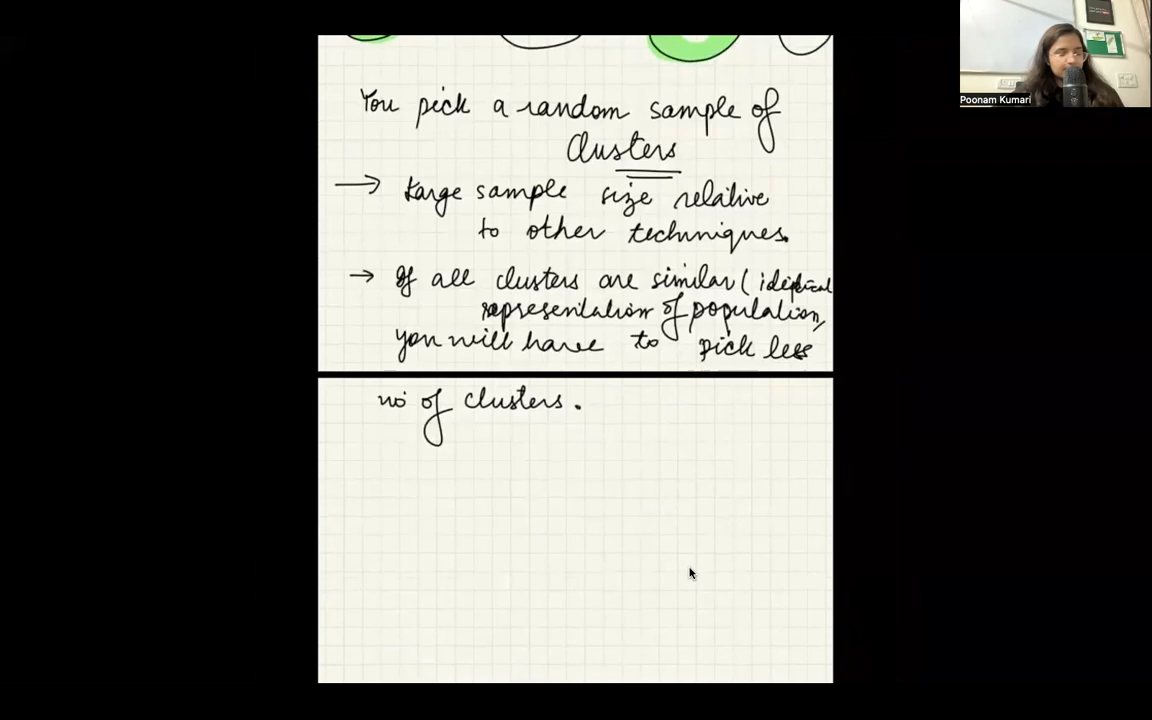 You pick a random sample of
Clusters
→ Large sample size relative
to other techniques.
→ If all clusters are similar (identical
representation of population,
you will have to pick less
no of clusters.
Poonam Kumari